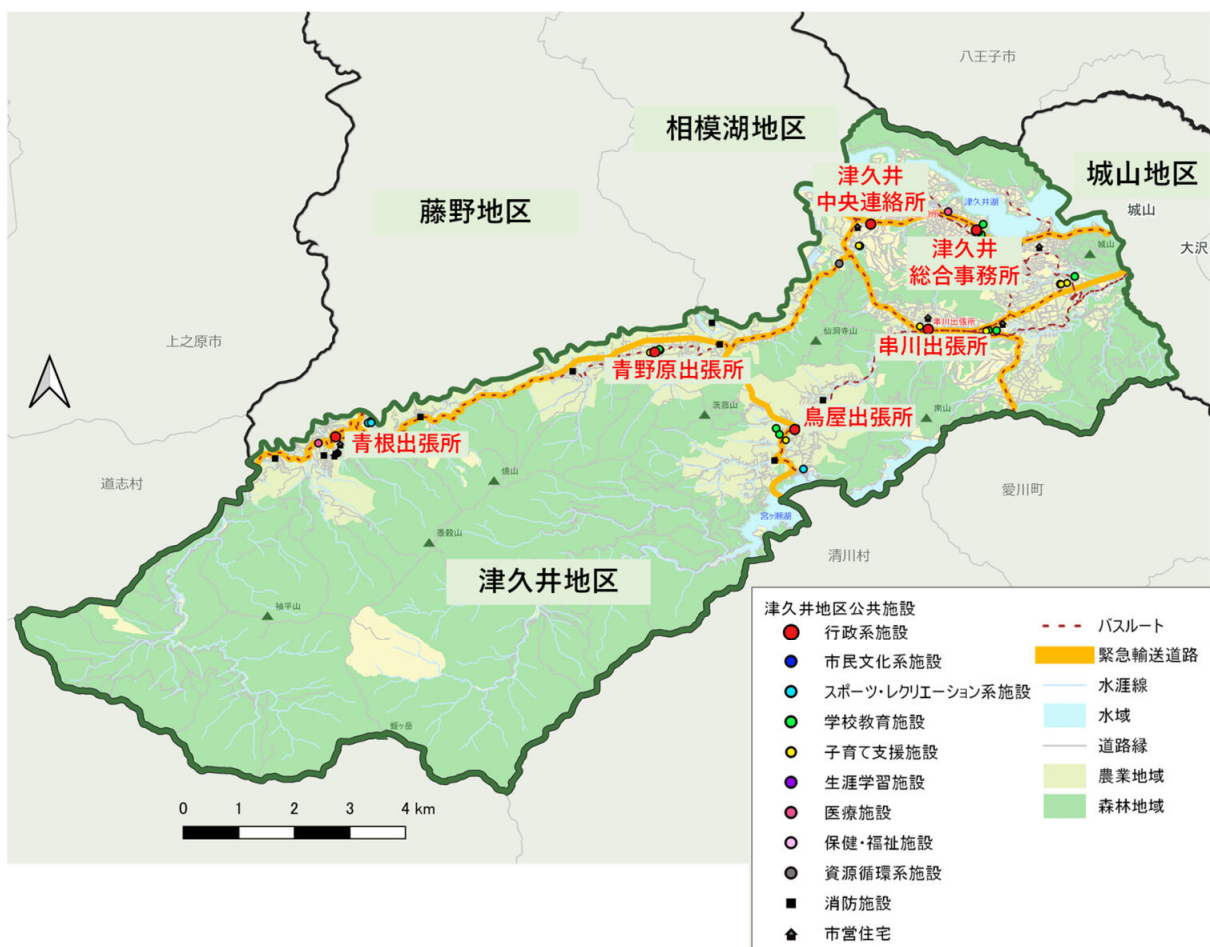 八王子市
相模湖地区
城山地区
津久井
中央連絡所
津久井湖
城山
藤野地区
大沢
津久井
総合事務所
城山
上之原市
仙洞寺山
串川出張所
串川出張所
青野原出張所
茨菰山
鳥屋出張所
南山
青根出張所
焼山
道志村
愛川町
宮ヶ瀬湖
黍殻山
清川村
津久井地区
袖平山
蛭ヶ岳
0 1 2 3 4 km
津久井地区公共施設
行政系施設
市民文化系施設
スポーツ・レクリエーション系施設
学校教育施設
子育て支援施設
生涯学習施設
医療施設
保健・福祉施設
資源循環系施設
消防施設
市営住宅
バスルート
緊急輸送道路
水涯線
水域
道路縁
農業地域
森林地域